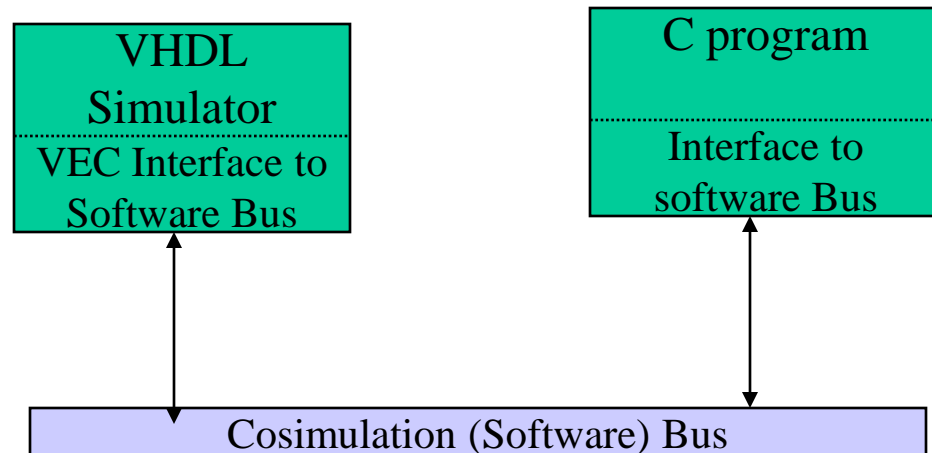 VHDL
Simulator
VEC Interface to
Software Bus
C program
Interface to
software Bus
Cosimulation (Software) Bus